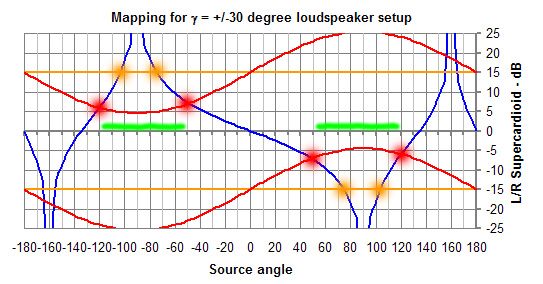 Mapping for γ = +/-30 degree loudspeaker setup
25
20
15
10
5
0
-5
-10
-15
-20
-25
L/R Supercardioid - dB
-180 -160 -140 -120 -100 -80 -60 -40 -20 0 20 40 60 80 100 120 140 160 180
Source angle